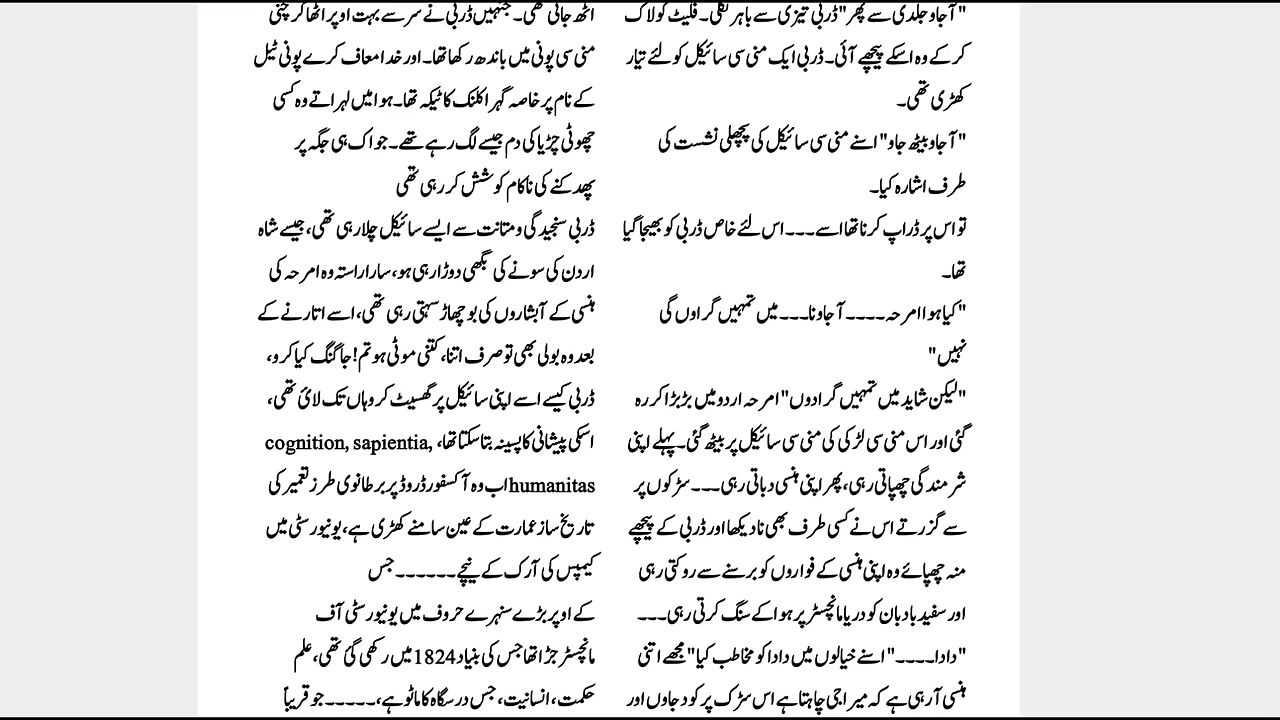 "آجاو جلدی سے پھر" ڈربی تیزی سے باہر نکلی۔ فلیٹ کو لاک
کر کے وہ اسکے پیچھے آئی۔ ڈربی ایک منی سی سائیکل کو لئے تیار
کھڑی تھی۔
"آجاو بیٹھ جاو" اسنے منی سی سائیکل کی پچھلی نشست کی
طرف اشارہ کیا۔
تو اس پر ڈراپ کرنا تھا اسے۔۔۔ اس لئے خاص ڈربی کو بھیجا گیا
تھا۔
"کیا ہوا امرحہ۔۔۔۔ آجاو نا۔۔۔ میں تمہیں گراوں گی
نہیں"
"لیکن شاید میں تمہیں گرا دوں" امرحہ اردو میں بڑبڑا کر رہ
گئی اور اس منی سی لڑکی کی منی سی سائیکل پر بیٹھ گئی۔ پہلے اپنی
شرمندگی چھپاتی رہی، پھر اپنی ہنسی دباتی رہی۔۔۔ سڑکوں پر
سے گزرتے اس نے کسی طرف بھی نا دیکھا اور ڈربی کے پیچھے
منہ چھپائے وہ اپنی ہنسی کے فواروں کو برسنے سے روکتی رہی
اور سفید بادبان کو دریا مانچسٹر پر ہوا کے سنگ کرتی رہی۔۔۔
"دادا۔۔۔۔" اسنے خیالوں میں دادا کو مخاطب کیا" مجھے اتنی
ہنسی آرہی ہے کہ میرا جی چاہتا ہے اس سڑک پر کود جاوں اور
اٹھ جاتی تھی۔ جنہیں ڈربی نے سر سے بہت اوپر اٹھا کر چنی
منی سی پونی میں باندھ رکھا تھا۔ اور خدا معاف کرے پونی ٹیل
کے نام پر خاصہ گہرا کلنک کا ٹیکہ تھا۔ ہوا میں لہراتے وہ کسی
چھوٹی چڑیا کی دم جیسے لگ رہے تھے۔ جو اک ہی جگہ پر
پھدکنے کی ناکام کوشش کر رہی تھی
ڈربی سنجیدگی و متانت سے ایسے سائیکل چلا رہی تھی، جیسے شاہ
اردن کی سونے کی بگھی دوڑا رہی ہو، سارا راستہ وہ امرحہ کی
ہنسی کے آبشاروں کی بوچھاڑ سہتی رہی تھی، اسے اتارنے کے
بعد وہ بولی بھی تو صرف اتنا، کتنی موٹی ہو تم! جاگنگ کیا کرو،
ڈربی کیسے اسے اپنی سائیکل پر گھسیٹ کر وہاں تک لائی تھی،
اسکی پیشانی کا پسینہ بتا سکتا تھا، cognition, sapientia,
humanitas اب وہ آکسفورڈ روڈ پر برطانوی طرز تعمیر کی
تاریخ ساز عمارت کے عین سامنے کھڑی ہے، یونیورسٹی میں
کیمپس کی آرک کے نیچے۔۔۔۔۔۔ جس
کے اوپر بڑے سنہرے حروف میں یونیورسٹی آف
مانچسٹر جڑا تھا جس کی بنیاد 1824 میں رکھی گئی تھی، علم
حکمت، انسانیت، جس درسگاہ کا ماٹو ہے،۔۔۔۔۔ جو قریباً